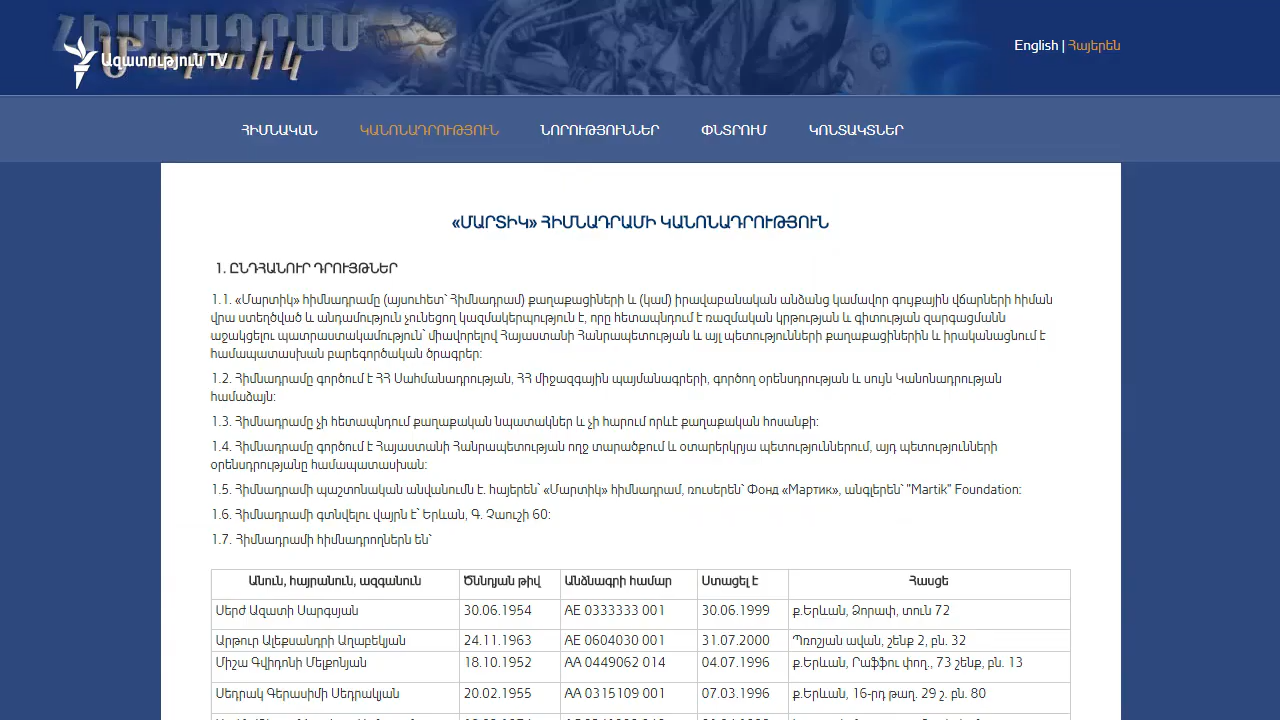 ՀԻՄՆԱԴՐԱՄ
Մարտիկ
Ազատություն TV
English | Հայերեն
ՀԻՄՆԱԿԱՆ ԿԱՆՈՆԱԴՐՈՒԹՅՈՒՆ ՆՈՐՈՒԹՅՈՒՆՆԵՐ ՓՆՏՐՈՒՄ ԿՈՆՏԱԿՏՆԵՐ
«ՄԱՐՏԻԿ» ՀԻՄՆԱԴՐԱՄԻ ԿԱՆՈՆԱԴՐՈՒԹՅՈՒՆ
1. ԸՆԴՀԱՆՈՒՐ ԴՐՈՒՅԹՆԵՐ
1.1. «Մարտիկ» հիմնադրամը (այսուհետ` Հիմնադրամ) քաղաքացիների և (կամ) իրավաբանական անձանց կամավոր գույքային վճարների հիման
վրա ստեղծված և անդամություն չունեցող կազմակերպություն է, որը հետապնդում է ռազմական կրթության և գիտության զարգացմանն
աջակցելու պատրաստակամություն` միավորելով Հայաստանի Հանրապետության և այլ պետությունների քաղաքացիներին և իրականացնում է
համապատասխան բարեգործական ծրագրեր:
1.2. Հիմնադրամը գործում է ՀՀ Սահմանադրության, ՀՀ միջազգային պայմանագրերի, գործող օրենսդրության և սույն Կանոնադրության
համաձայն:
1.3. Հիմնադրամը չի հետապնդում քաղաքական նպատակներ և չի հարում որևէ քաղաքական հոսանքի:
1.4. Հիմնադրամը գործում է Հայաստանի Հանրապետության ողջ տարածքում և օտարերկրյա պետություններում, այդ պետությունների
օրենսդրությանը համապատասխան:
1.5. Հիմնադրամի պաշտոնական անվանումն է. հայերեն` «Մարտիկ» հիմնադրամ, ռուսերեն` Фонд «Мартик», անգլերեն` "Martik" Foundation:
1.6. Հիմնադրամի գտնվելու վայրն է` Երևան, Գ. Չաուշի 60:
1.7. Հիմնադրամի հիմնադրողներն են`
Անուն, հայրանուն, ազգանուն Ծննդյան թիվ Անձնագրի համար Ստացել է Հասցե
Սերժ Ազատի Սարգսյան 30.06.1954 AE 0333333 001 30.06.1999 ք.Երևան, Ձորափ, տուն 72
Արթուր Ալեքսանդրի Աղաբեկյան 24.11.1963 AE 0604030 001 31.07.2000 Պռոշյան ավան, շենք 2, բն. 32
Միշա Գվիդոնի Մելքոնյան 18.10.1952 AA 0449062 014 04.07.1996 ք.Երևան, Րաֆֆու փող., 73 շենք, բն. 13
Սեդրակ Գերասիմի Սեդրակյան 20.02.1955 AA 0315109 001 07.03.1996 ք.Երևան, 16-րդ թաղ. 29 շ. բն. 80